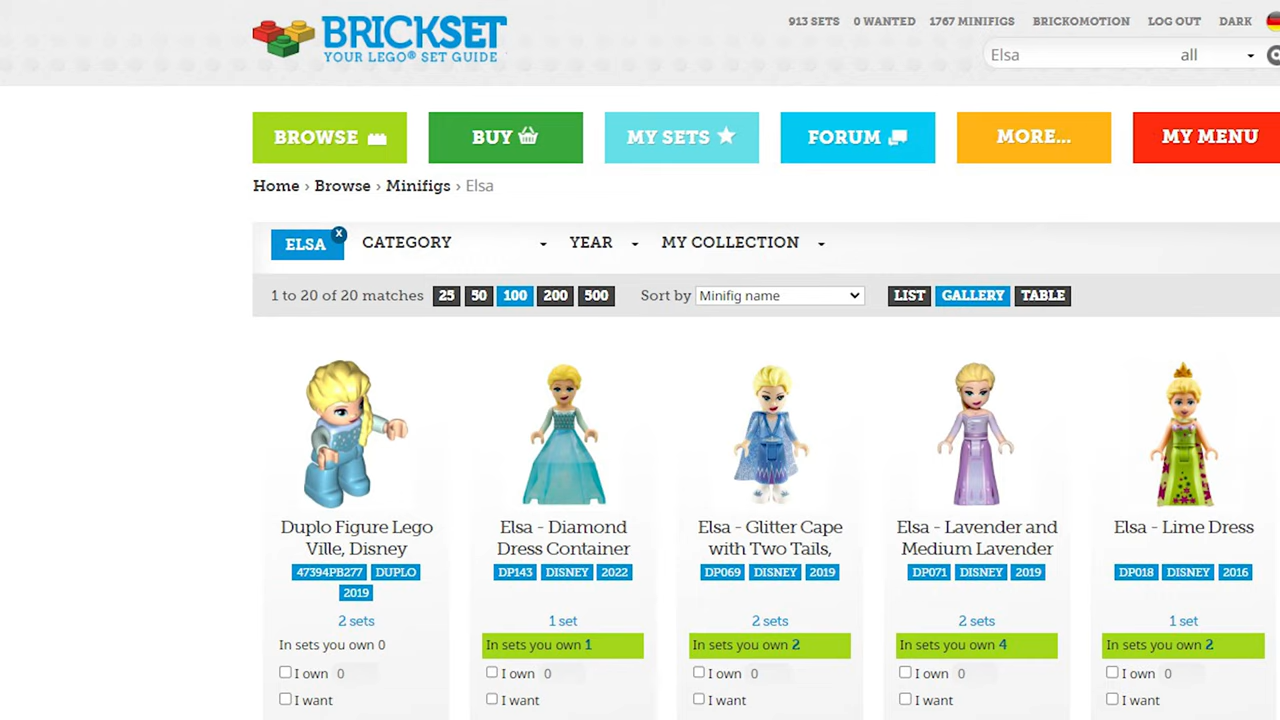 913 SETS 0 WANTED 1767 MINIFIGS BRICKOMOTION LOG OUT DARK
BRICKSET
YOUR LEGO® SET GUIDE
Elsa all
BROWSE BUY MY SETS FORUM MORE... MY MENU
Home › Browse › Minifigs › Elsa
ELSA x CATEGORY YEAR MY COLLECTION
1 to 20 of 20 matches 25 50 100 200 500 Sort by Minifig name LIST GALLERY TABLE
Duplo Figure Lego
Ville, Disney
47394PB277 DUPLO
2019
2 sets
In sets you own 0
I own 0
I want
Elsa - Diamond
Dress Container
DP143 DISNEY 2022
1 set
In sets you own 1
I own 0
I want
Elsa - Glitter Cape
with Two Tails,
DP069 DISNEY 2019
2 sets
In sets you own 2
I own 0
I want
Elsa - Lavender and
Medium Lavender
DP071 DISNEY 2019
2 sets
In sets you own 4
I own 0
I want
Elsa - Lime Dress
DP018 DISNEY 2016
1 set
In sets you own 2
I own 0
I want